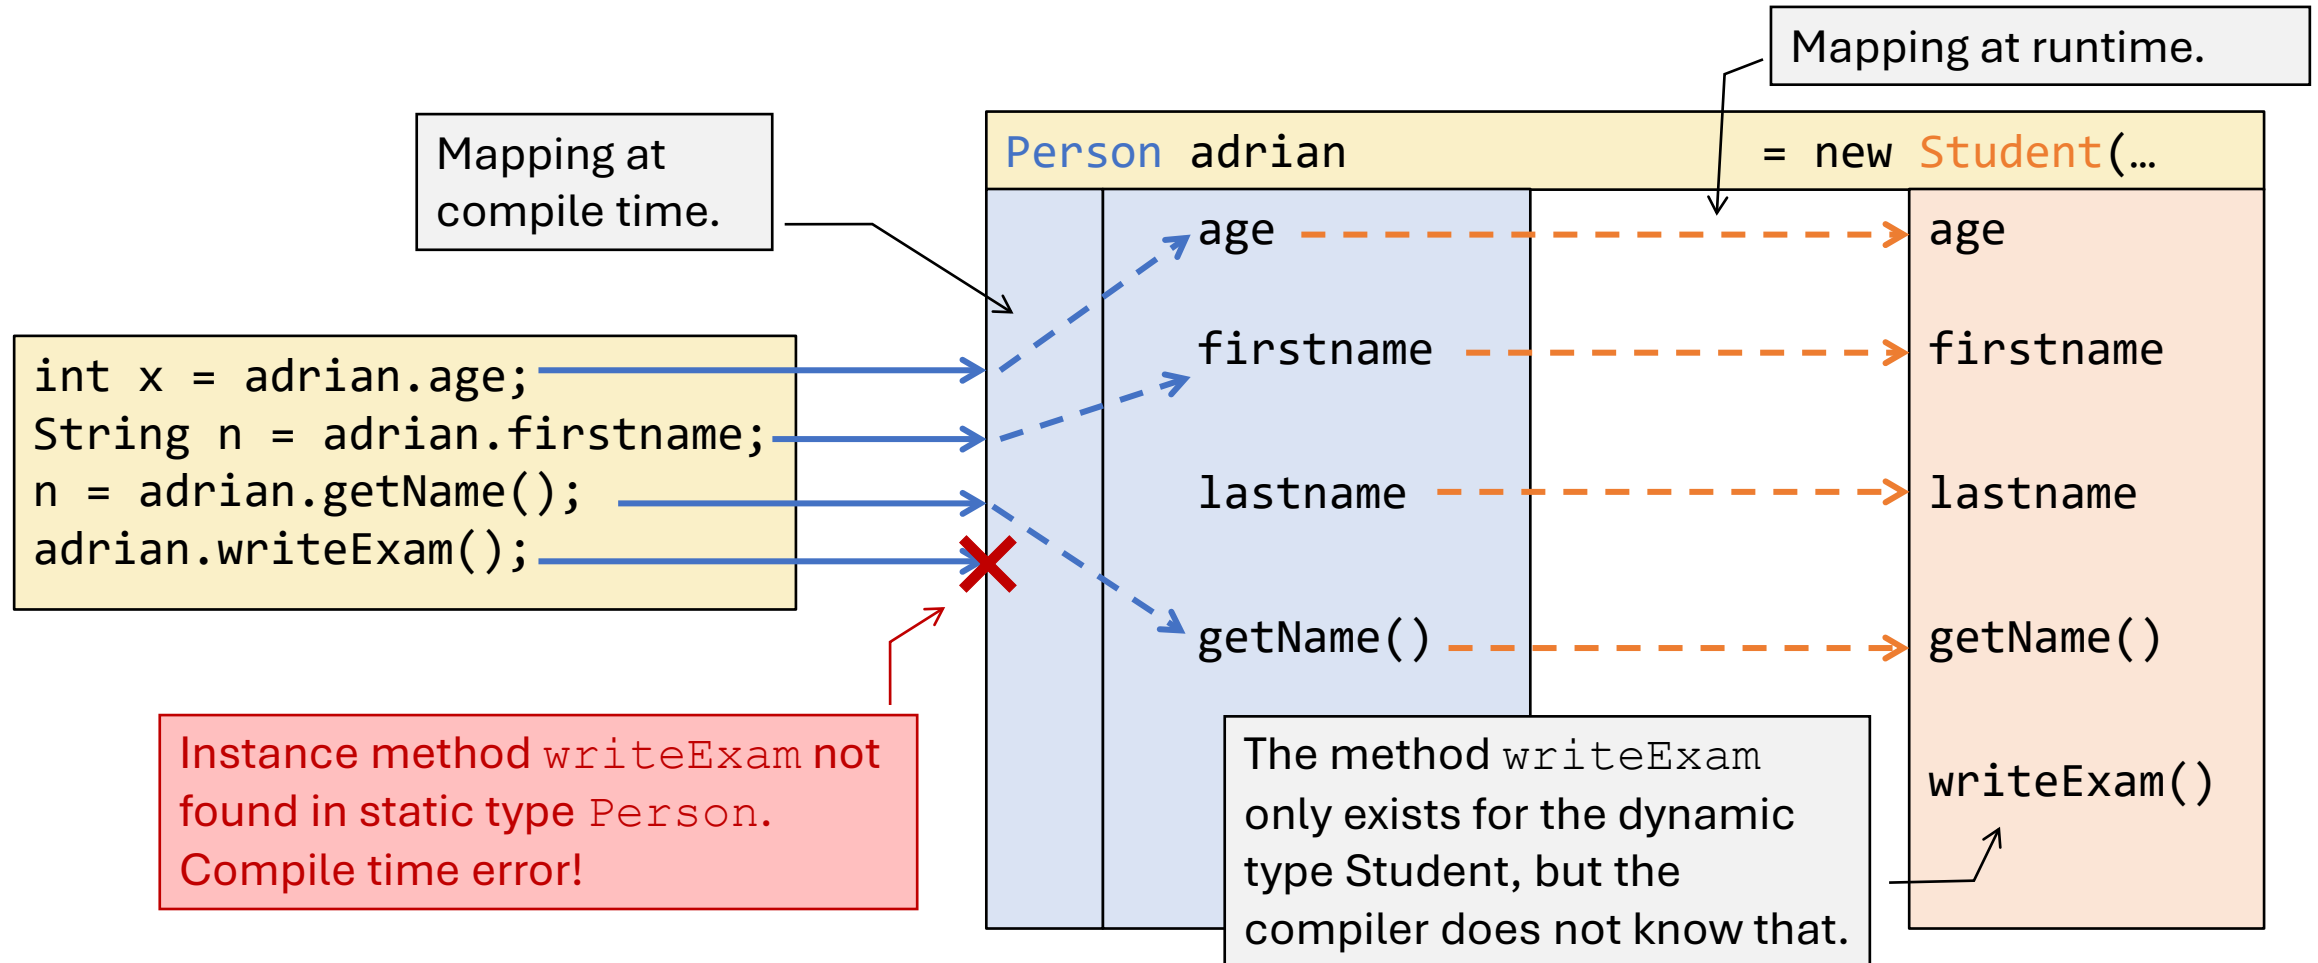 Mapping at runtime.
Mapping at
compile time.
Person adrian = new Student(…
age
firstname
lastname
getName()
age
firstname
lastname
getName()
writeExam()
int x = adrian.age;
String n = adrian.firstname;
n = adrian.getName();
adrian.writeExam();
Instance method writeExam not
found in static type Person.
Compile time error!
The method writeExam
only exists for the dynamic
type Student, but the
compiler does not know that.